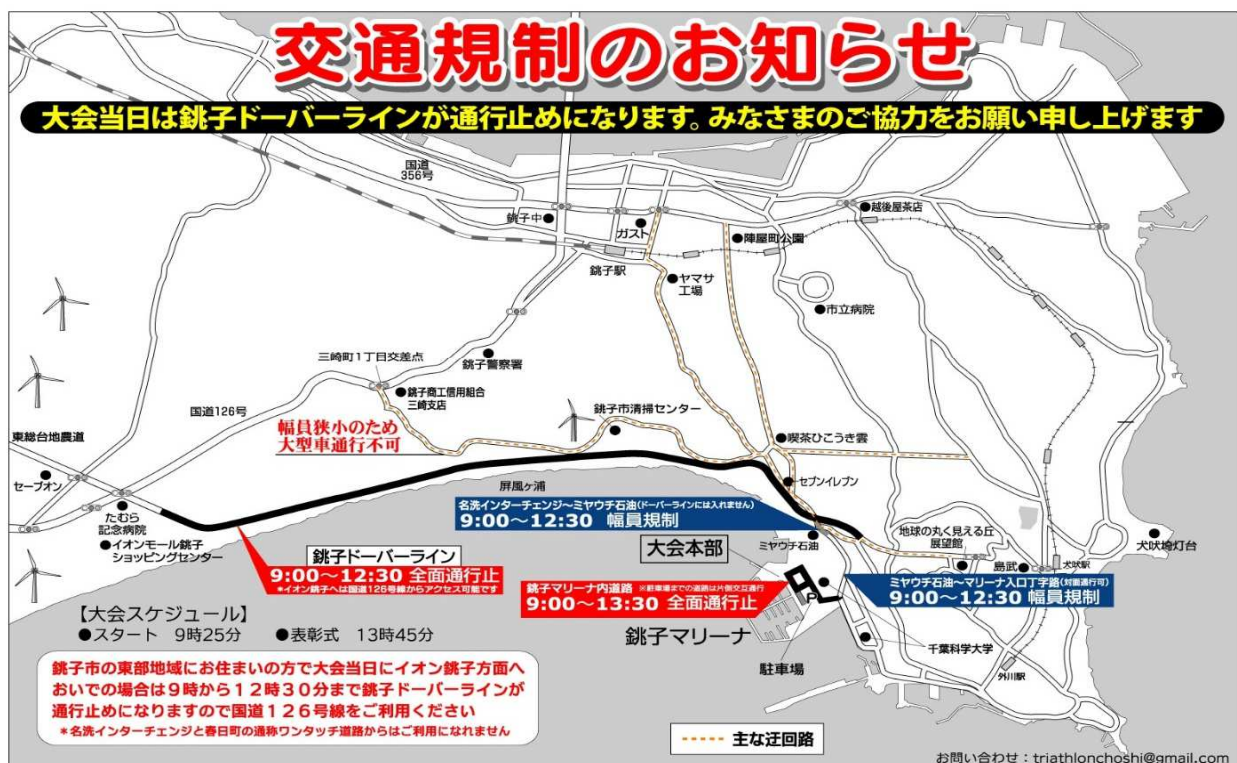 交通規制のお知らせ
大会当日は銚子ドーバーラインが通行止めになります。みなさまのご協力をお願い申し上げます
国道
356号
銚子中
ガスト
越後屋茶店
陣屋町公園
銚子駅
ヤマサ
工場
市立病院
三崎町1丁目交差点
銚子警察署
銚子商工信用組合
三崎支店
国道126号
幅員狭小のため
大型車通行不可
銚子市清掃センター
喫茶ひこうき雲
東総台地農道
セーブオン
たむら
記念病院
イオンモール銚子
ショッピングセンター
屏風ヶ浦
セブンイレブン
名洗インターチェンジ～ミヤウチ石油(ドーバーラインには入れません)
9:00～12:30 幅員規制
ミヤウチ石油
地球の丸く見える丘
展望館
犬吠埼灯台
犬吠駅
島武
銚子ドーバーライン
9:00～12:30 全面通行止
*イオン銚子へは国道126号線からアクセス可能です
大会本部
銚子マリーナ内道路 ※駐車場までの道路は片側交互通行
9:00～13:30 全面通行止
P
ミヤウチ石油～マリーナ入口丁字路(対面通行可)
9:00～12:30 幅員規制
銚子マリーナ
千葉科学大学
駐車場
外川駅
【大会スケジュール】
●スタート 9時25分 ●表彰式 13時45分
銚子市の東部地域にお住まいの方で大会当日にイオン銚子方面へ
おいでの場合は9時から12時30分まで銚子ドーバーラインが
通行止めになりますので国道126号線をご利用ください
*名洗インターチェンジと春日町の通称ワンタッチ道路からはご利用になれません
主な迂回路
お問い合わせ：triathlonchoshi@gmail.com